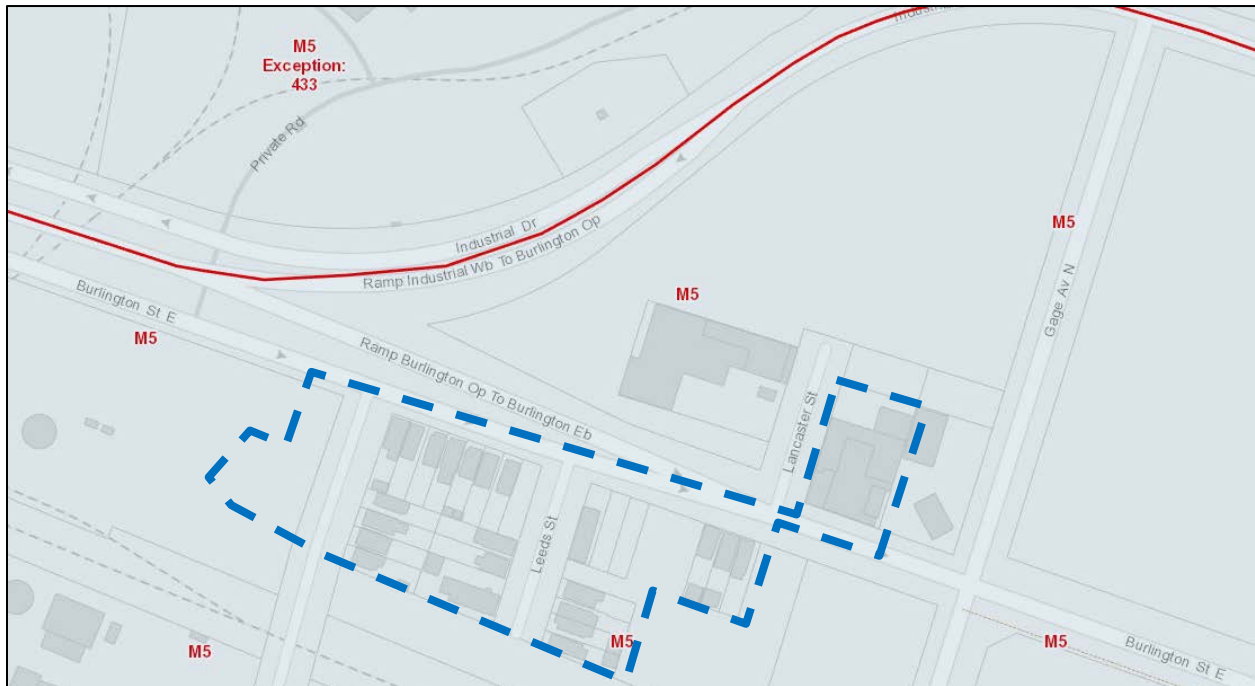 Industrial
M5
Exception:
433
Private Rd
M5
Industrial Dr
Ramp Industrial Wb To Burlington Op
Gage Av N
M5
Burlington St E
M5
Ramp Burlington Op To Burlington Eb
Lancaster St
Leeds St
M5
M5
M5
Burlington St E